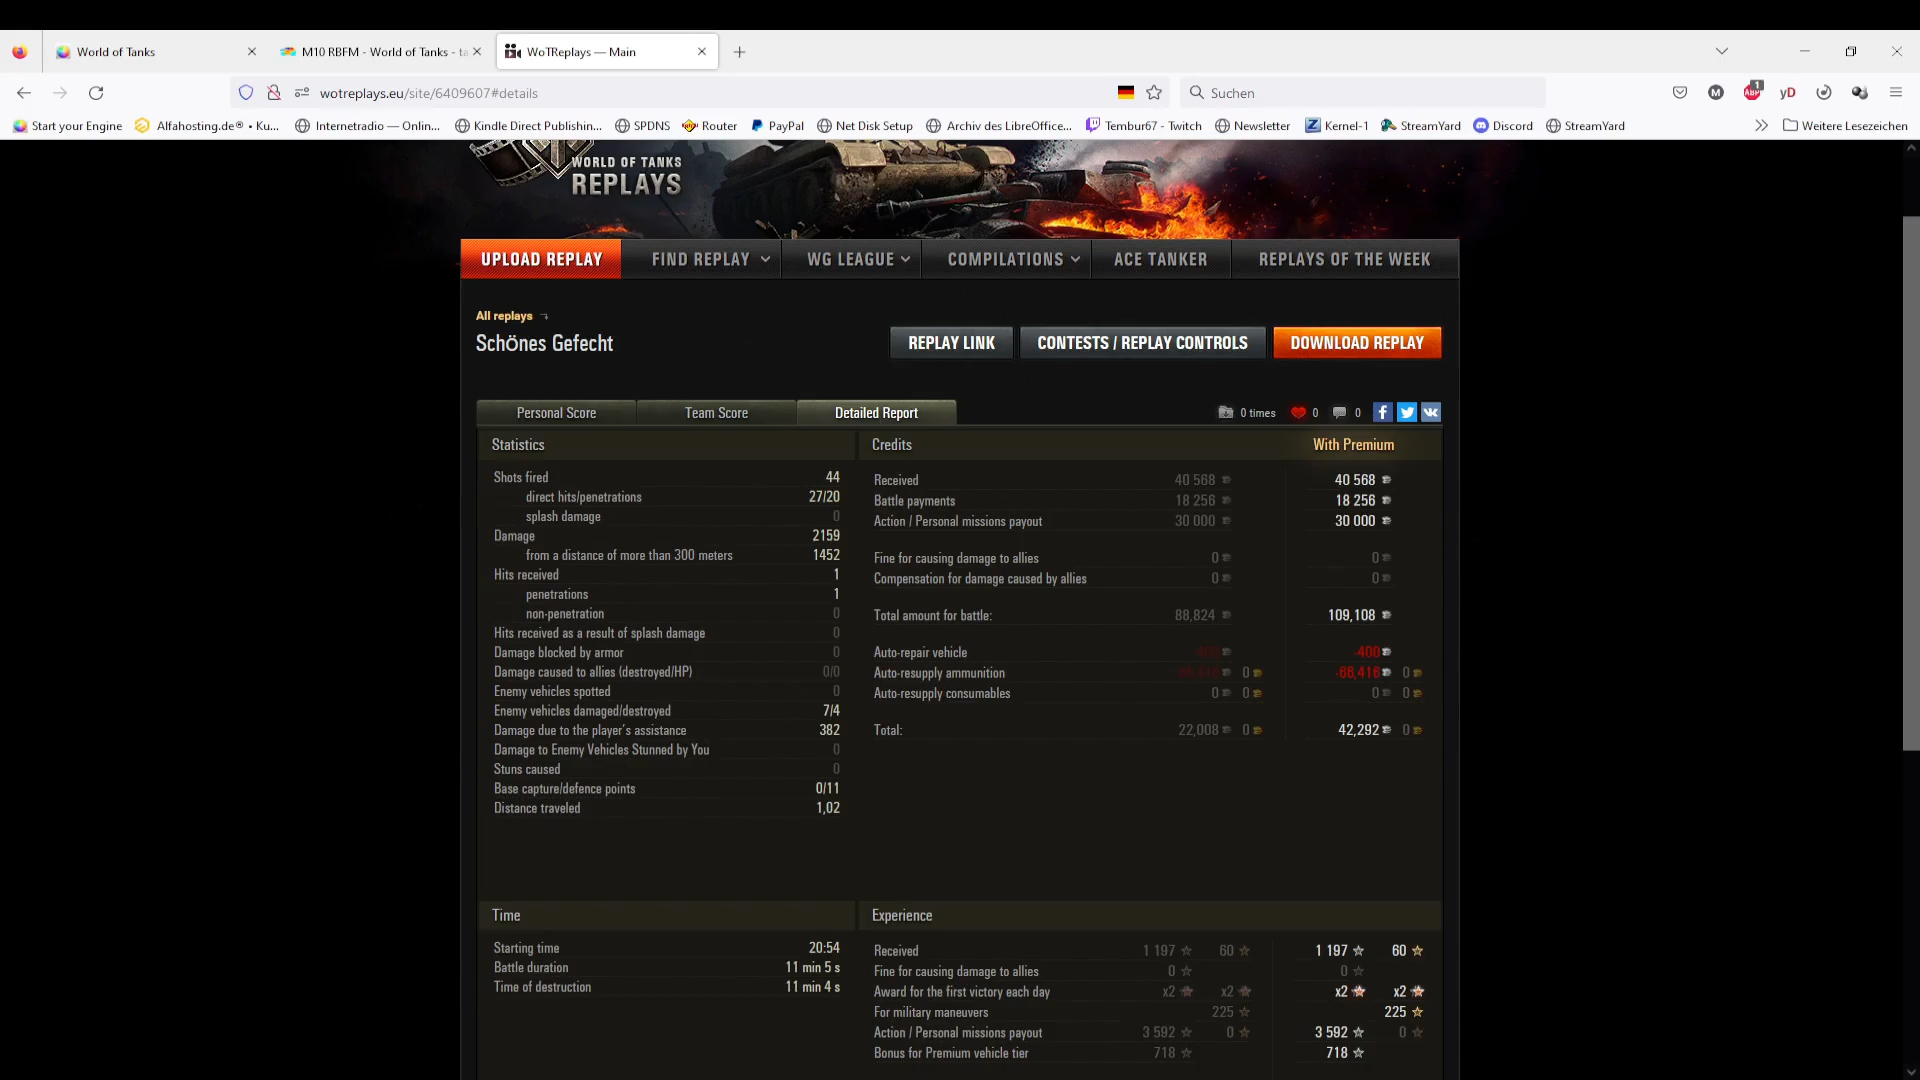 World of Tanks
M10 RBFM - World of Tanks - ta
WoTReplays — Main
wotreplays.eu/site/6409607#details
Suchen
Start your Engine
Alfahosting.de® • Ku...
Internetradio — Onlin...
Kindle Direct Publishin...
SPDNS
Router
PayPal
Net Disk Setup
Archiv des LibreOffice...
Tembur67 - Twitch
Newsletter
Kernel-1
StreamYard
Discord
StreamYard
Weitere Lesezeichen
WORLD OF TANKS
REPLAYS
UPLOAD REPLAY
FIND REPLAY
WG LEAGUE
COMPILATIONS
ACE TANKER
REPLAYS OF THE WEEK
All replays
Schönes Gefecht
REPLAY LINK
CONTESTS / REPLAY CONTROLS
DOWNLOAD REPLAY
Personal Score
Team Score
Detailed Report
0 times
0
0
Statistics
Shots fired 44
direct hits/penetrations 27/20
splash damage 0
Damage 2159
from a distance of more than 300 meters 1452
Hits received 1
penetrations 1
non-penetration 0
Hits received as a result of splash damage 0
Damage blocked by armor 0
Damage caused to allies (destroyed/HP) 0/0
Enemy vehicles spotted 0
Enemy vehicles damaged/destroyed 7/4
Damage due to the player's assistance 382
Damage to Enemy Vehicles Stunned by You 0
Stuns caused 0
Base capture/defence points 0/11
Distance traveled 1,02
Credits With Premium
Received 40 568 40 568
Battle payments 18 256 18 256
Action / Personal missions payout 30 000 30 000
Fine for causing damage to allies 0 0
Compensation for damage caused by allies 0 0
Total amount for battle: 88,824 109,108
Auto-repair vehicle -400 -400
Auto-resupply ammunition 0 -66,416 0
Auto-resupply consumables 0 0 0 0
Total: 22,008 0 42,292 0
Time
Starting time 20:54
Battle duration 11 min 5 s
Time of destruction 11 min 4 s
Experience
Received 1 197 60 1 197 60
Fine for causing damage to allies 0 0
Award for the first victory each day x2 x2 x2 x2
For military maneuvers 225 225
Action / Personal missions payout 3 592 0 3 592 0
Bonus for Premium vehicle tier 718 718